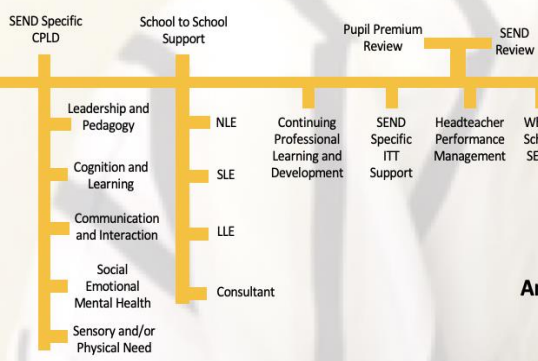 SEND Specific
CPLD
School to School
Support
Pupil Premium
Review
SEND
Review
Leadership and
Pedagogy
Cognition and
Learning
Communication
and Interaction
Social
Emotional
Mental Health
Sensory and/or
Physical Need
NLE
SLE
LLE
Consultant
Continuing
Professional
Learning and
Development
SEND
Specific
ITT
Support
Headteacher
Performance
Management